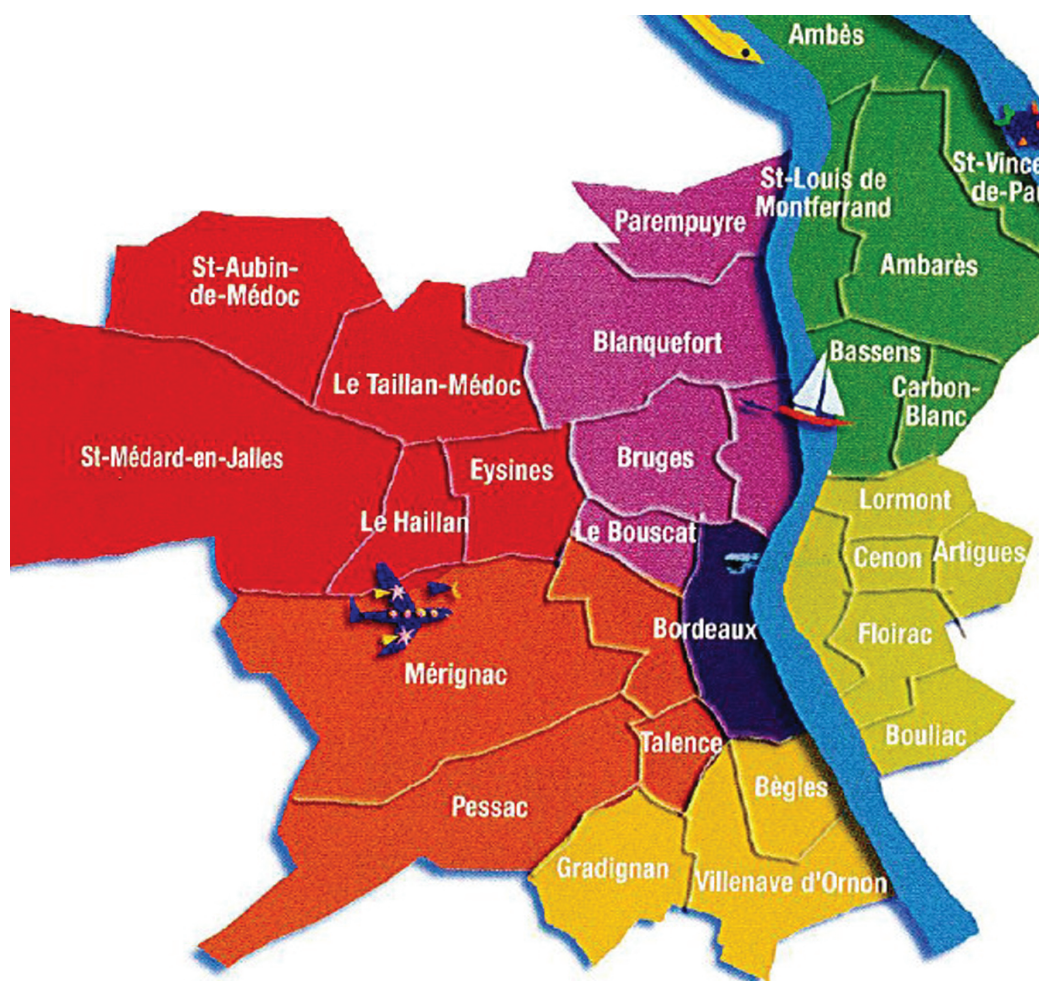 Ambès
St-Vince
de-Pau
St-Louis de
Montferrand
Parempuyre
Ambarès
St-Aubin-
de-Médoc
Blanquefort
Bassens
Le Taillan-Médoc
Carbon-
Blanc
St-Médard-en-Jalles
Bruges
Eysines
Lormont
Le Haillan
Le Bouscat
Cenon
Artigues
Bordeaux
Floirac
Mérignac
Bouliac
Talence
Bègles
Pessac
Gradignan
Villenave d'Ornon